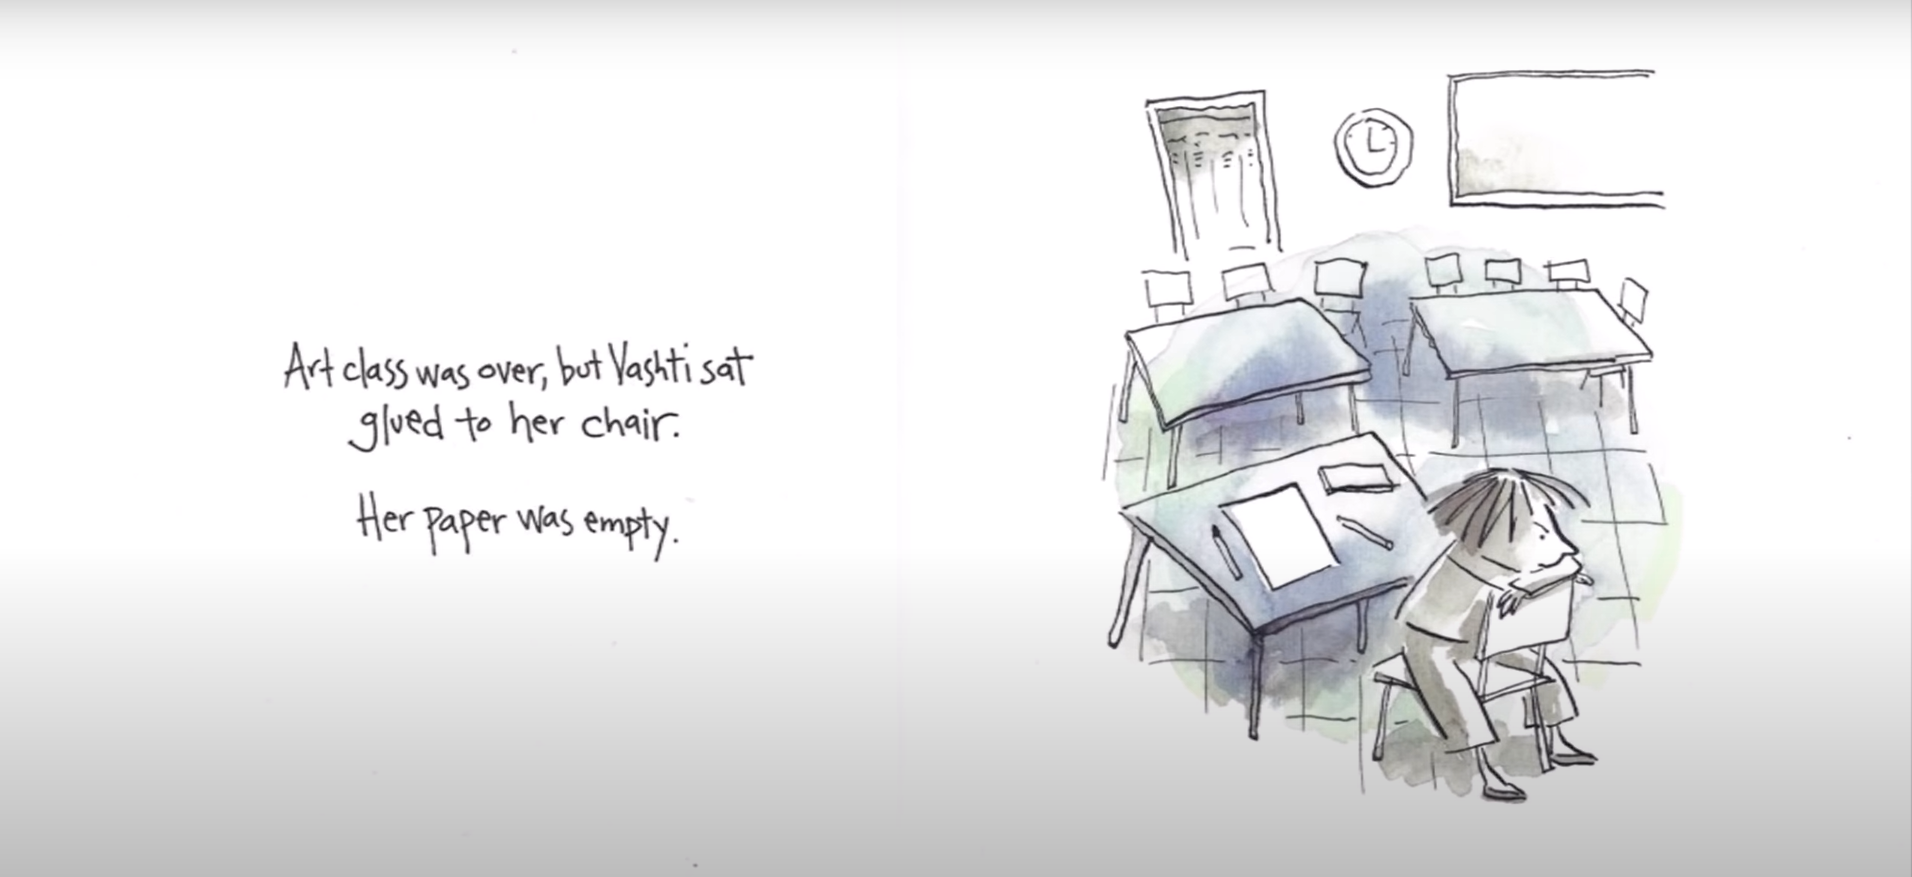 Art class was over, but Vashti sat
glued to her chair.
Her paper was empty.